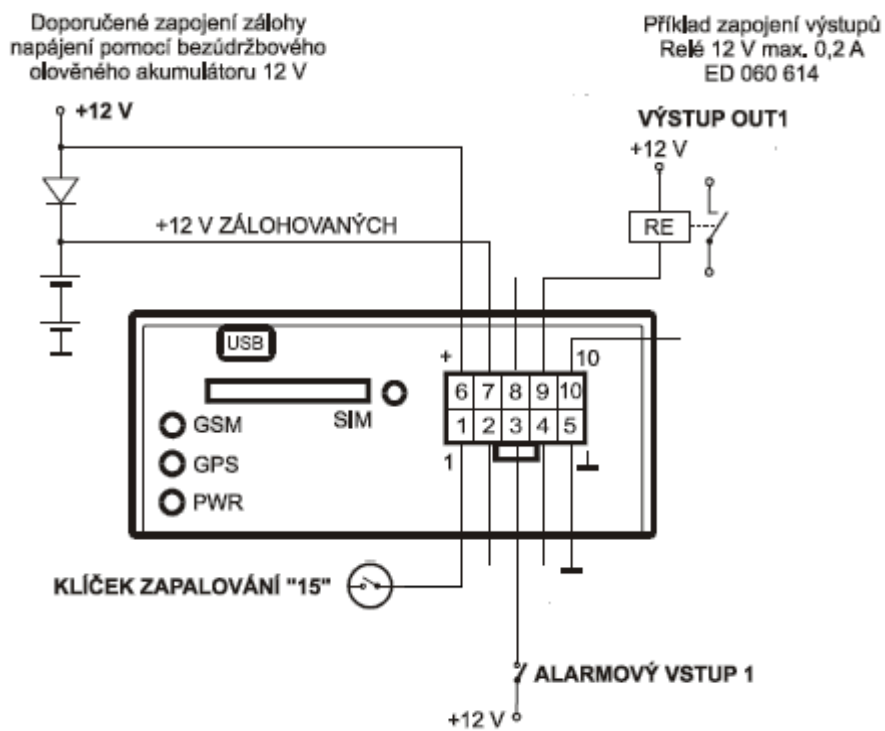 Doporučené zapojení zálohy
napájení pomocí bezúdržbového
olověného akumulátoru 12 V
+12 V
Příklad zapojení výstupů
Relé 12 V max. 0,2 A
ED 060 614
VÝSTUP OUT1
+12 V
RE
+12 V ZÁLOHOVANÝCH
USB
+
10
6 7 8 9 10
SIM
GSM
1 2 3 4 5
GPS
1
PWR
KLÍČEK ZAPALOVÁNÍ "15"
ALARMOVÝ VSTUP 1
+12 V